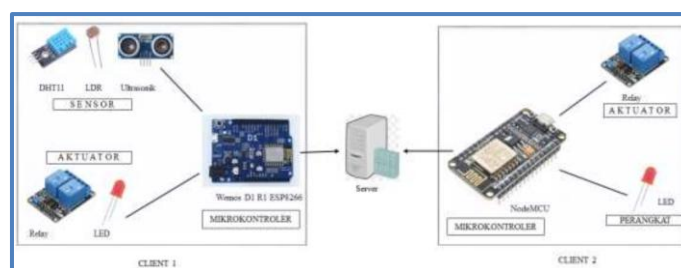 DHT11 LDR Ultrasonik
SENSOR
AKTUATOR
Relay LED
D1
Wemos D1 R1 ESP8266
MIKROKONTROLER
CLIENT 1
Server
Relay
AKTUATOR
NodeMCU
MIKROKONTROLER
LED
PERANGKAT
CLIENT 2